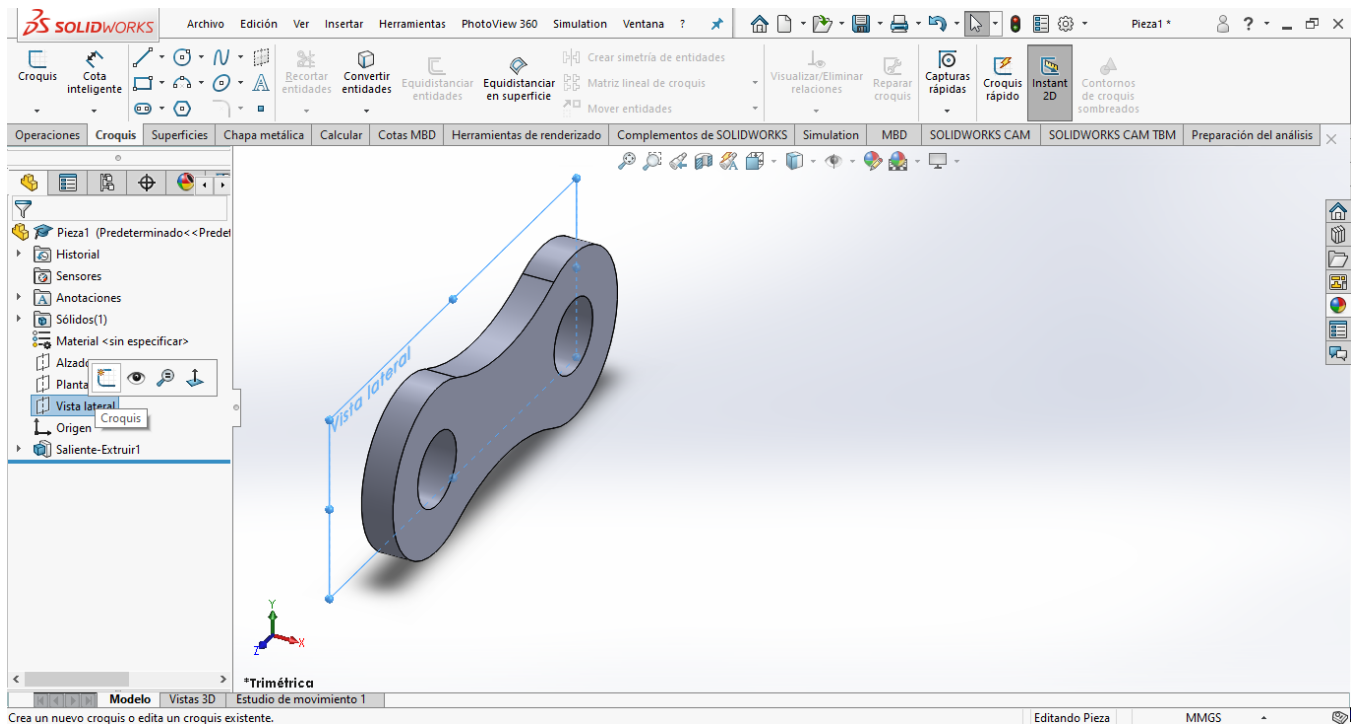 SOLIDWORKS Archivo Edición Ver Insertar Herramientas PhotoView 360 Simulation Ventana ? Pieza1 * ?
Croquis Cota inteligente Recortar entidades Convertir entidades Equidistanciar entidades Equidistanciar en superficie
Crear simetría de entidades
Matriz lineal de croquis
Mover entidades
Visualizar/Eliminar relaciones Reparar croquis Capturas rápidas Croquis rápido Instant 2D Contornos de croquis sombreados
Operaciones Croquis Superficies Chapa metálica Calcular Cotas MBD Herramientas de renderizado Complementos de SOLIDWORKS Simulation MBD SOLIDWORKS CAM SOLIDWORKS CAM TBM Preparación del análisis
Pieza1 (Predeterminado<<Predet
Historial
Sensores
A Anotaciones
Sólidos(1)
Material <sin especificar>
Alzado
Planta
Vista lateral
Croquis
Origen
Saliente-Extruir1
Vista lateral
Y
X
Z
*Trimétrica
Modelo Vistas 3D Estudio de movimiento 1
Crea un nuevo croquis o edita un croquis existente. Editando Pieza MMGS